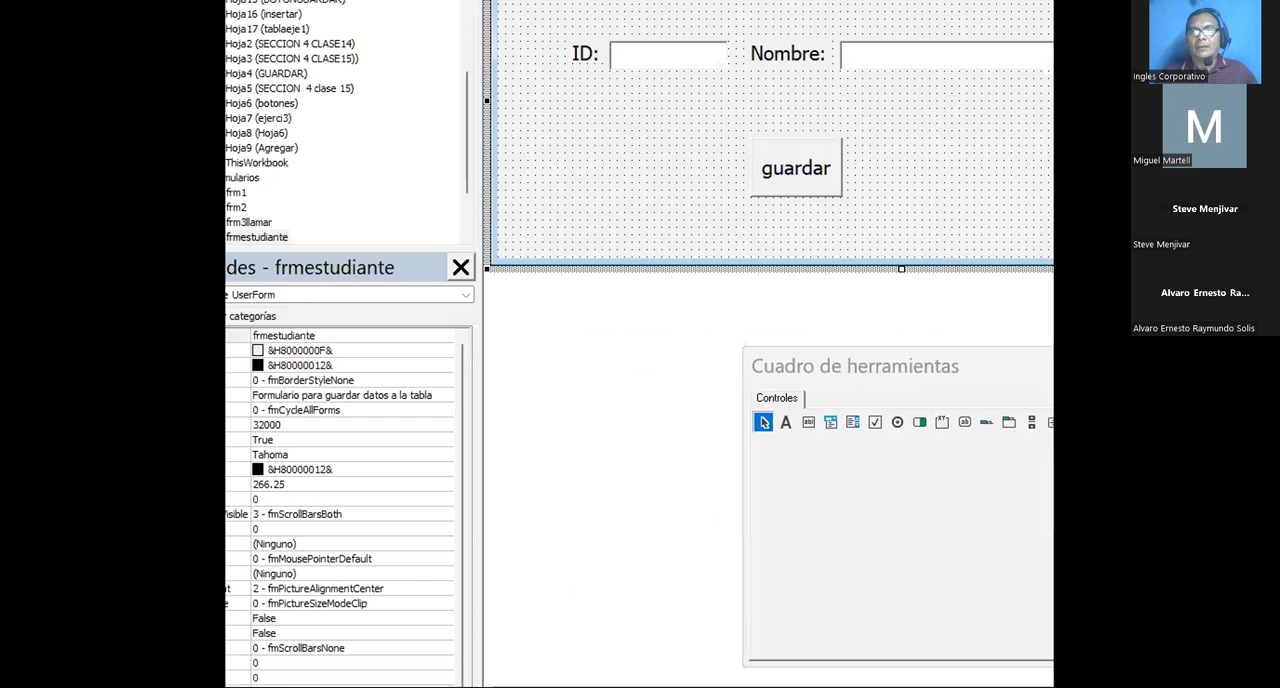 Hoja16 (insertar)
Hoja17 (tablaeje1)
Hoja2 (SECCION 4 CLASE14)
Hoja3 (SECCION 4 CLASE15))
Hoja4 (GUARDAR)
Hoja5 (SECCION  4 clase 15)
Hoja6 (botones)
Hoja7 (ejerci3)
Hoja8 (Hoja6)
Hoja9 (Agregar)
ThisWorkbook
mularios
frm1
frm2
frm3llamar
frmestudiante
des - frmestudiante
e UserForm
r categorías
frmestudiante
&H8000000F&
&H80000012&
0 - fmBorderStyleNone
Formulario para guardar datos a la tabla
0 - fmCycleAllForms
32000
True
Tahoma
&H80000012&
266.25
0
isible 3 - fmScrollBarsBoth
0
(Ninguno)
0 - fmMousePointerDefault
(Ninguno)
t 2 - fmPictureAlignmentCenter
e 0 - fmPictureSizeModeClip
False
False
0 - fmScrollBarsNone
0
0
ID:
Nombre:
guardar
Cuadro de herramientas
Controles
Ingles Corporativo
M
Miguel Martell
Steve Menjivar
Steve Menjivar
Alvaro Ernesto Ra...
Alvaro Ernesto Raymundo Solis